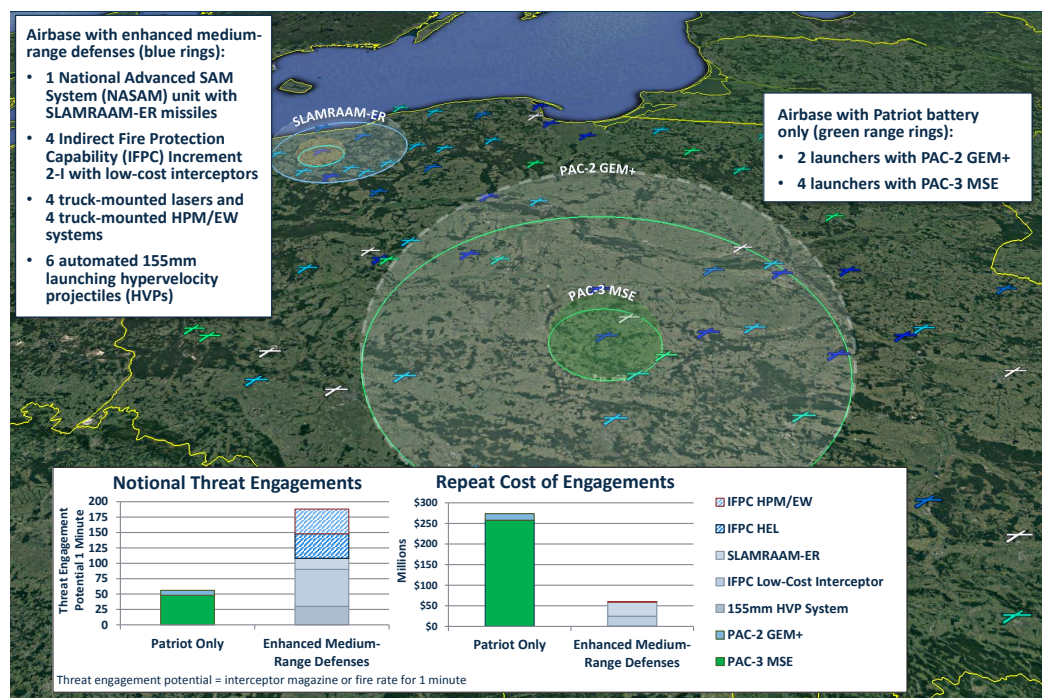 Airbase with enhanced medium-
range defenses (blue rings):
• 1 National Advanced SAM
System (NASAM) unit with
SLAMRAAM-ER missiles
• 4 Indirect Fire Protection
Capability (IFPC) Increment
2-I with low-cost interceptors
• 4 truck-mounted lasers and
4 truck-mounted HPM/EW
systems
• 6 automated 155mm
launching hypervelocity
projectiles (HVPs)
SLAMRAAM-ER
PAC-2 GEM+
PAC-3 MSE
Airbase with Patriot battery
only (green range rings):
• 2 launchers with PAC-2 GEM+
• 4 launchers with PAC-3 MSE
Notional Threat Engagements
Threat Engagement
Potential 1 Minute
200
175
150
125
100
75
50
25
0
Patriot Only
Enhanced Medium-
Range Defenses
Repeat Cost of Engagements
Millions
$300
$250
$200
$150
$100
$50
$0
Patriot Only
Enhanced Medium-
Range Defenses
IFPC HPM/EW
IFPC HEL
SLAMRAAM-ER
IFPC Low-Cost Interceptor
155mm HVP System
PAC-2 GEM+
PAC-3 MSE
Threat engagement potential = interceptor magazine or fire rate for 1 minute